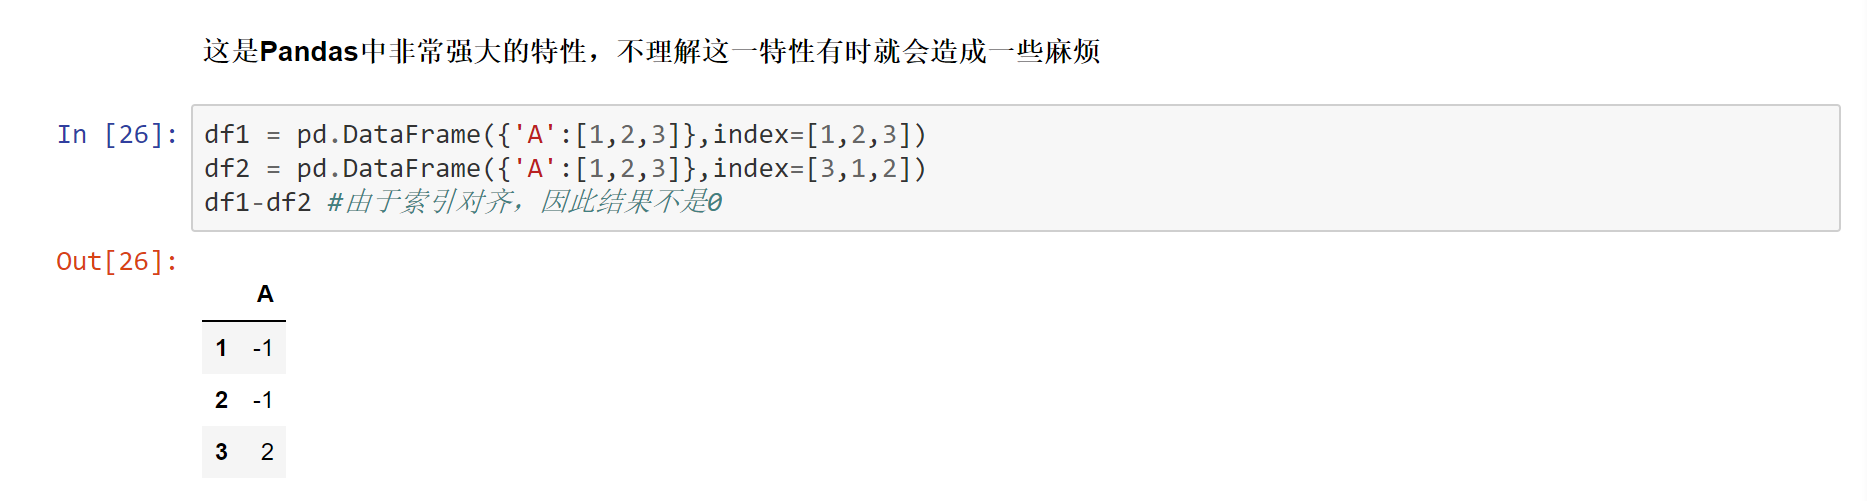 这是Pandas中非常强大的特性，不理解这一特性有时就会造成一些麻烦
In [26]: df1 = pd.DataFrame({'A':[1,2,3]},index=[1,2,3])
df2 = pd.DataFrame({'A':[1,2,3]},index=[3,1,2])
df1-df2 #由于索引对齐，因此结果不是0
Out[26]:
A
1 -1
2 -1
3 2